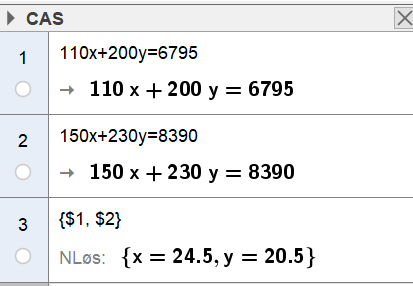 CAS
1
110x+200y=6795
→ 110 x + 200 y = 6795
2
150x+230y=8390
→ 150 x + 230 y = 8390
3
{$1, $2}
NLøs: {x = 24.5, y = 20.5}